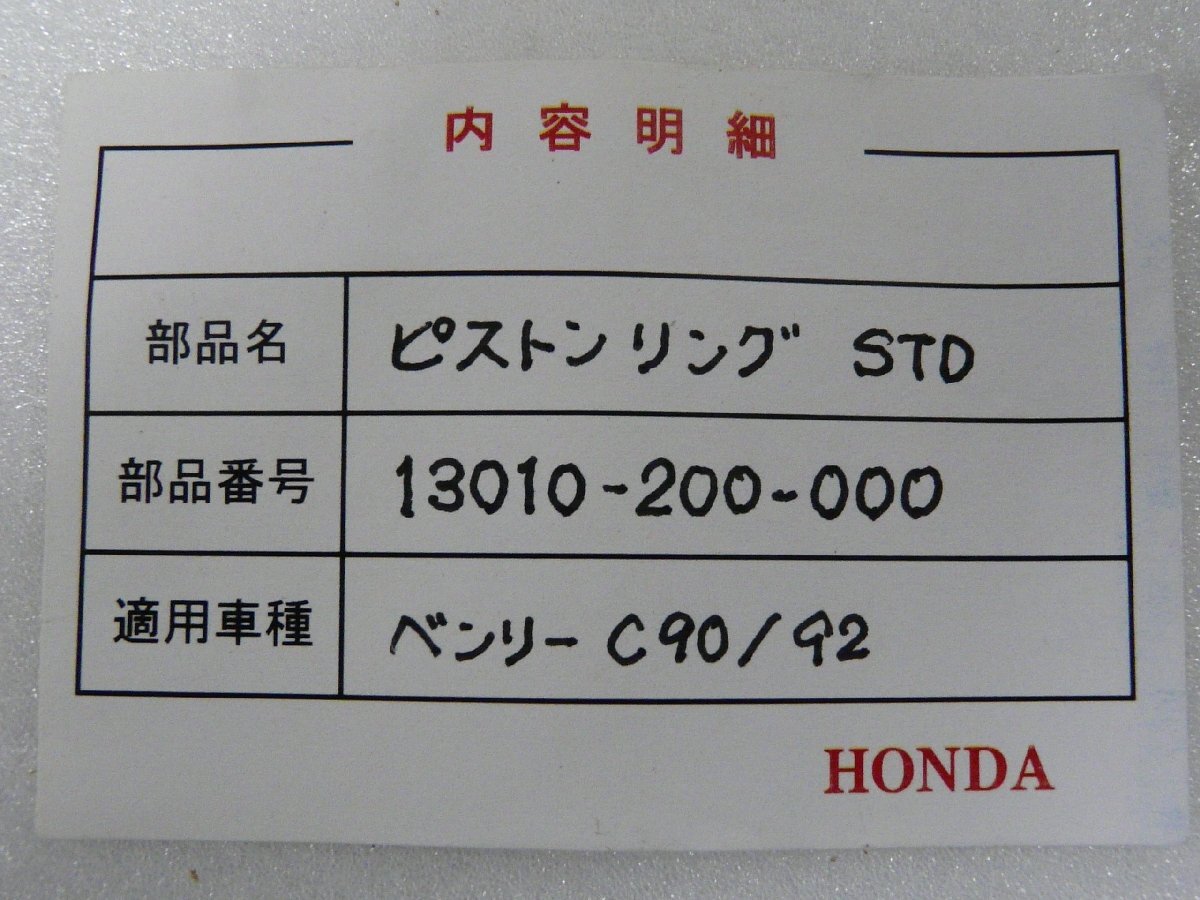 内容明細
部品名 ピストンリング STD
部品番号 13010-200-000
適用車種 ベンリー C90/92
HONDA